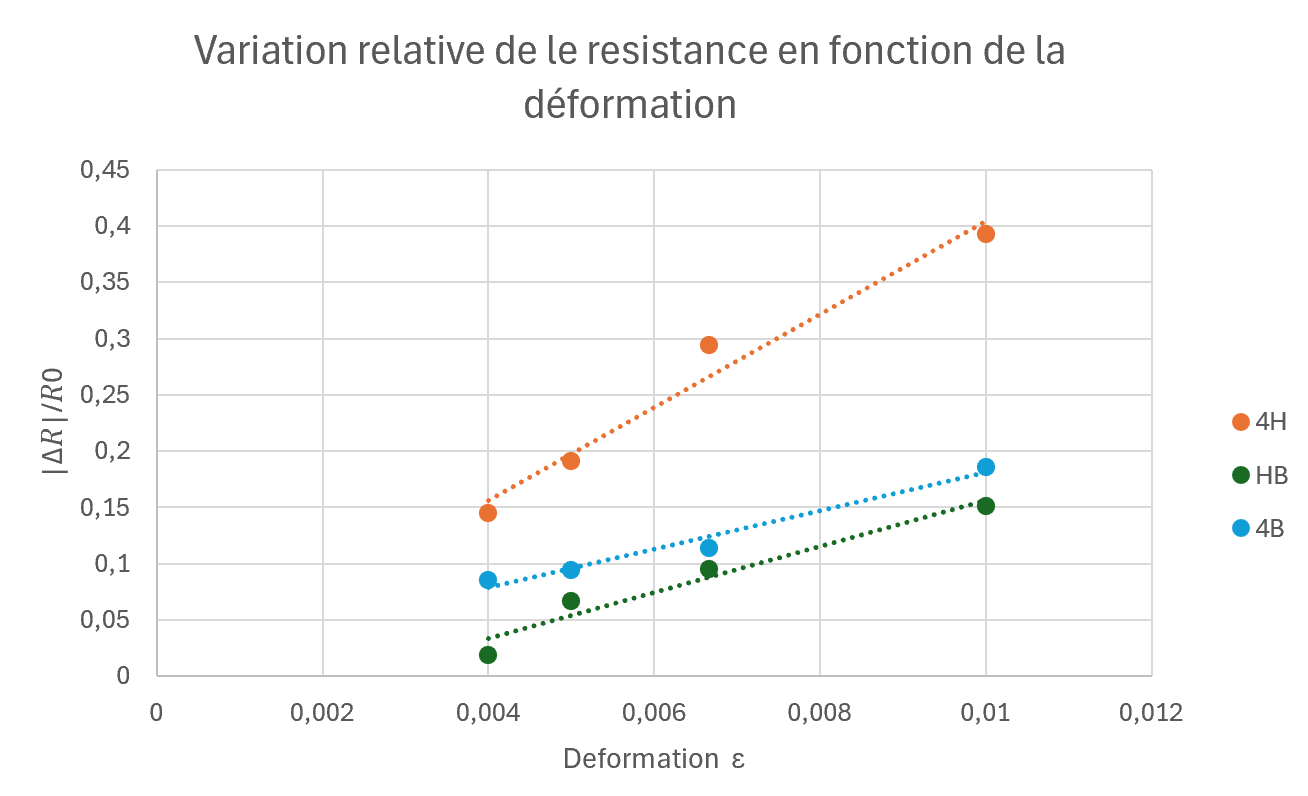 Variation relative de le resistance en fonction de la
déformation
0,45
0,4
0,35
0,3
0,25
0,2
0,15
0,1
0,05
0
|ΔR|/R0
0 0,002 0,004 0,006 0,008 0,01 0,012
Deformation ε
4H
HB
4B